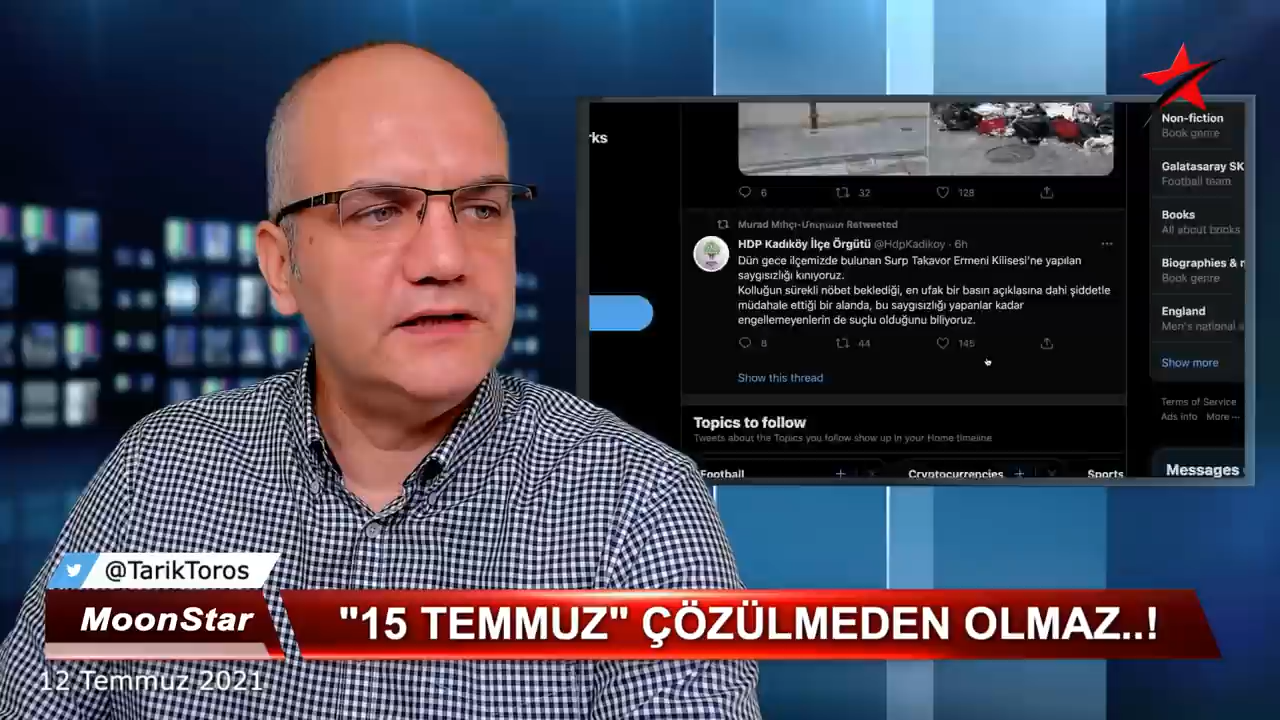 rks
6 32 128
Murad Mıhçı-Ununun Retweeted
HDP Kadıköy İlçe Örgütü @HdpKadikoy · 6h
Dün gece ilçemizde bulunan Surp Takavor Ermeni Kilisesi'ne yapılan
saygısızlığı kınıyoruz.
Kolluğun sürekli nöbet beklediği, en ufak bir basın açıklasına dahi şiddetle
müdahale ettiği bir alanda, bu saygısızlığı yapanlar kadar
engellemeyenlerin de suçlu olduğunu biliyoruz.
8 44 145
Show this thread
Topics to follow
Tweets about the Topics you follow show up in your Home timeline
Football
Cryptocurrencies
Sports
Non-fiction
Book genre
Galatasaray SK
Football team
Books
All about books
Biographies &
Book genre
England
Men's national
Show more
Terms of Service
Ads info More ···
Messages
@TarikToros
MoonStar
"15 TEMMUZ" ÇÖZÜLMEDEN OLMAZ..!
12 Temmuz 2021